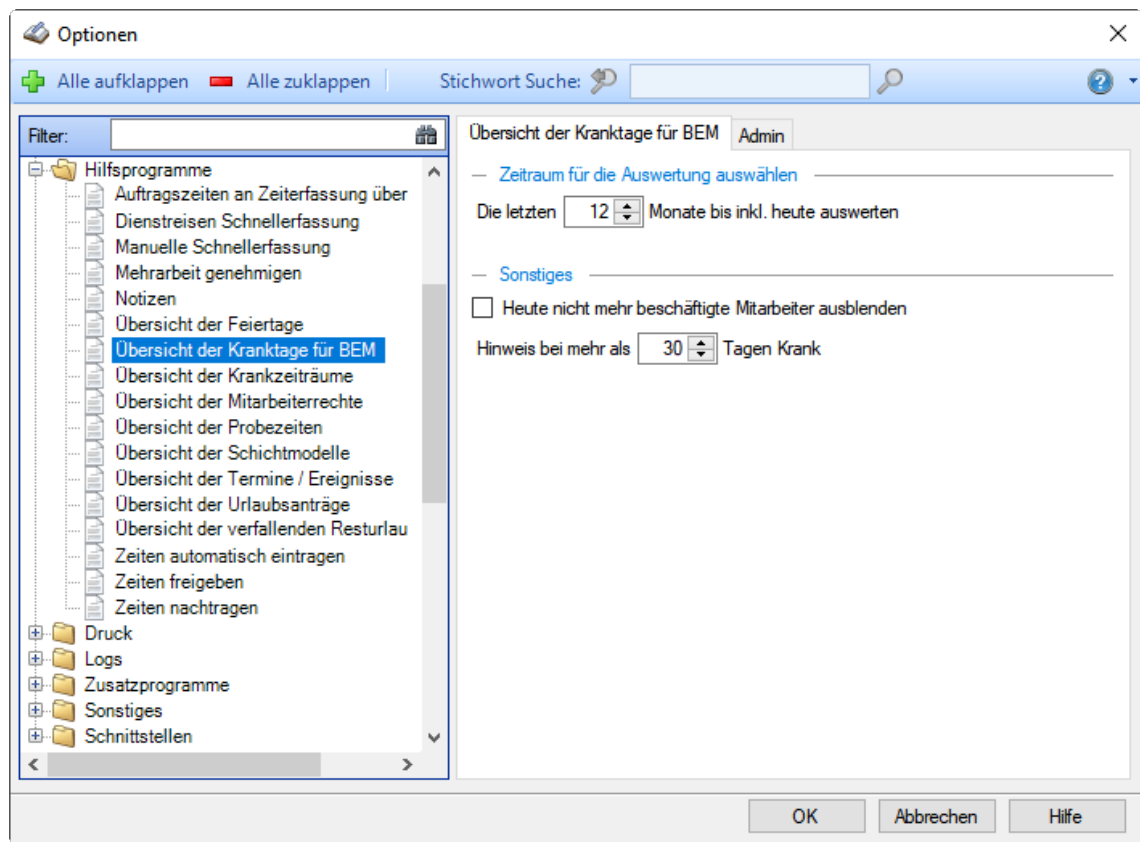 Optionen
Alle aufklappen Alle zuklappen Stichwort Suche:
Filter:
Hilfsprogramme
Auftragszeiten an Zeiterfassung über
Dienstreisen Schnellerfassung
Manuelle Schnellerfassung
Mehrarbeit genehmigen
Notizen
Übersicht der Feiertage
Übersicht der Kranktage für BEM
Übersicht der Krankzeiträume
Übersicht der Mitarbeiterrechte
Übersicht der Probezeiten
Übersicht der Schichtmodelle
Übersicht der Termine / Ereignisse
Übersicht der Urlaubsanträge
Übersicht der verfallenden Resturlau
Zeiten automatisch eintragen
Zeiten freigeben
Zeiten nachtragen
Druck
Logs
Zusatzprogramme
Sonstiges
Schnittstellen
Übersicht der Kranktage für BEM Admin
Zeitraum für die Auswertung auswählen
Die letzten 12 Monate bis inkl. heute auswerten
Sonstiges
Heute nicht mehr beschäftigte Mitarbeiter ausblenden
Hinweis bei mehr als 30 Tagen Krank
OK Abbrechen Hilfe